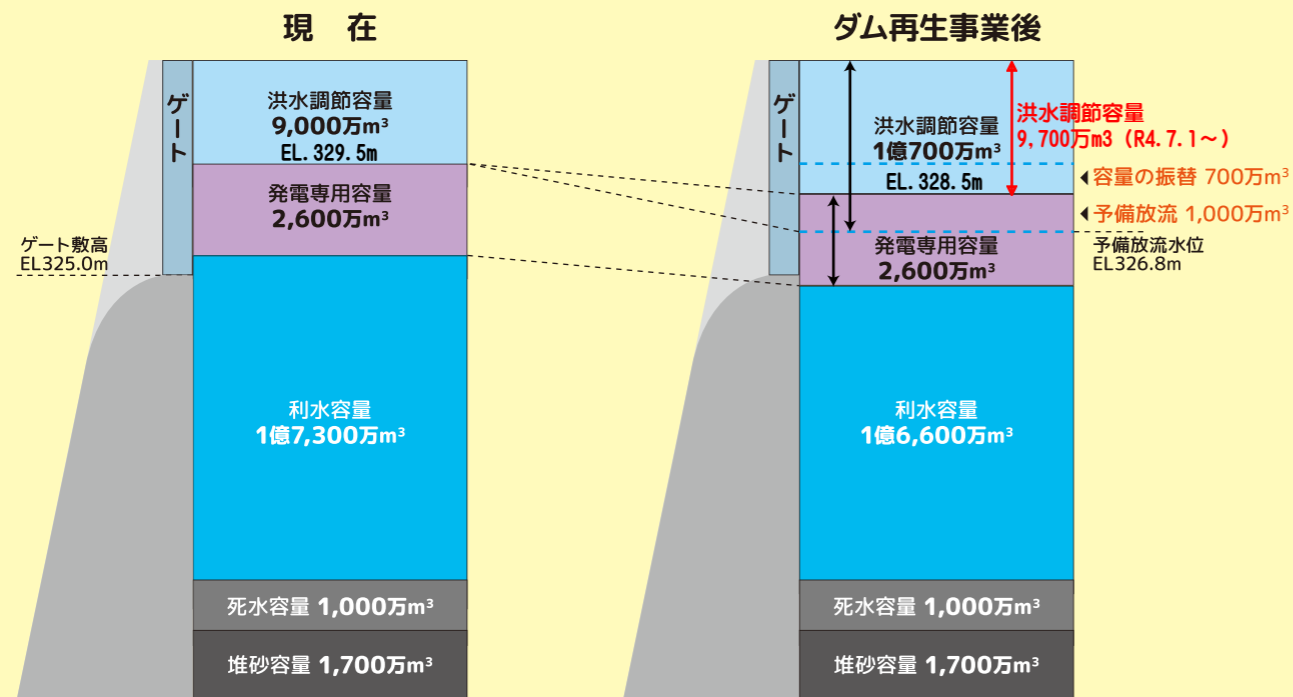 現　在
ゲート
洪水調節容量
9,000万m³
EL.329.5m
発電専用容量
2,600万m³
ゲート敷高
EL325.0m
利水容量
1億7,300万m³
死水容量 1,000万m³
堆砂容量 1,700万m³
ダム再生事業後
ゲート
洪水調節容量
1億700万m³
EL.328.5m
洪水調節容量
9,700万m3（R4.7.1～）
容量の振替 700万m³
予備放流 1,000万m³
予備放流水位
EL326.8m
発電専用容量
2,600万m³
利水容量
1億6,600万m³
死水容量 1,000万m³
堆砂容量 1,700万m³